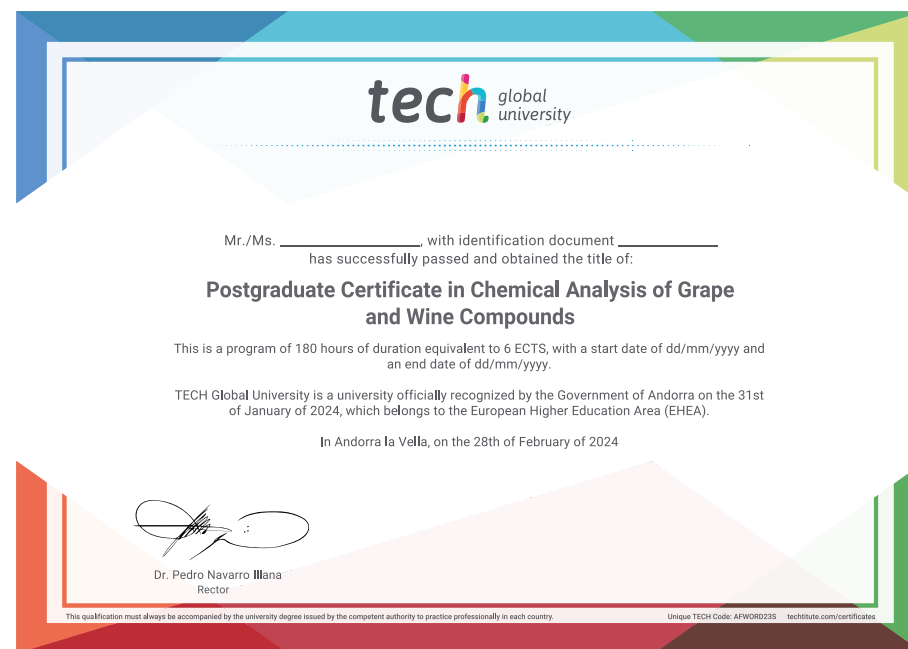 tech global university
Mr./Ms. ____________________, with identification document ______________
has successfully passed and obtained the title of:
Postgraduate Certificate in Chemical Analysis of Grape
and Wine Compounds
This is a program of 180 hours of duration equivalent to 6 ECTS, with a start date of dd/mm/yyyy and
an end date of dd/mm/yyyy.
TECH Global University is a university officially recognized by the Government of Andorra on the 31st
of January of 2024, which belongs to the European Higher Education Area (EHEA).
In Andorra la Vella, on the 28th of February of 2024
Dr. Pedro Navarro Illana
Rector
This qualification must always be accompanied by the university degree issued by the competent authority to practice professionally in each country.
Unique TECH Code: AFWORD23S techtitute.com/certificates